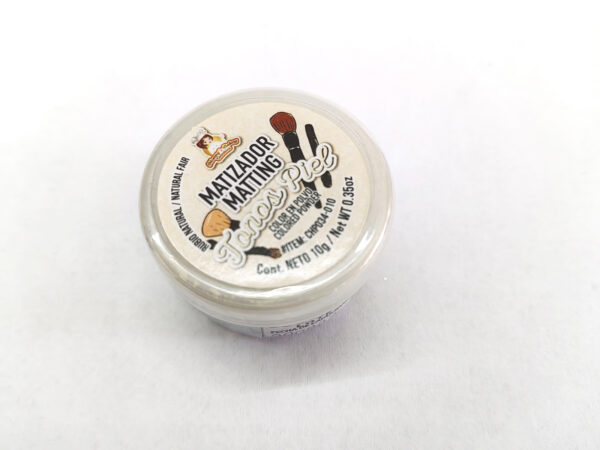 MATIZADOR
MATTING
Tonos Piel
COLOR EN POLVO
COLORED POWDER
#ITEM: CHP034-010
Cont. NETO 10g / Net WT 0.35oz
RUBIO NATURAL / NATURAL FAIR